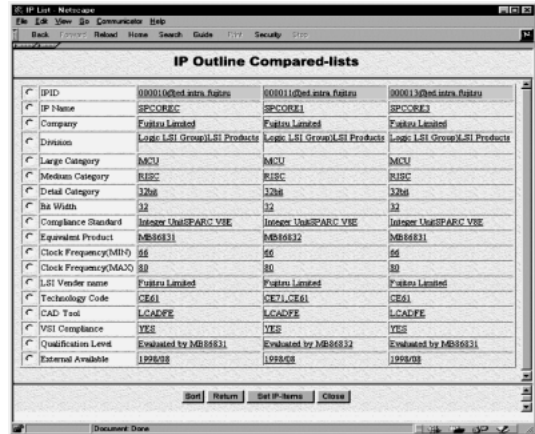 IP List - Netscape
File Edit View Go Communicator Help
Back Forward Reload Home Search Guide Print Security Stop
IP Outline Compared-lists
IPID 000010@ed.intra.fujitsu 000011@ed.intra.fujitsu 000013@ed.intra.fujitsu
IP Name SPCOREC SPCORE1 SPCORE3
Company Fujitsu Limited Fujitsu Limited Fujitsu Limited
Division Logic LSI Group)LSI Products Logic LSI Group)LSI Products Logic LSI Group)LSI Products
Large Category MCU MCU MCU
Medium Category RISC RISC RISC
Detail Category 32bit 32bit 32bit
Bit Width 32 32 32
Compliance Standard Integer UnitSPARC V8E Integer UnitSPARC V8E Integer UnitSPARC V8E
Equivalent Product MB86831 MB86832 MB86831
Clock Frequency(MIN) 66 66 66
Clock Frequency(MAX) 80 80 80
LSI Vender name Fujitsu Limited Fujitsu Limited Fujitsu Limited
Technology Code CE61 CE71,CE61 CE61
CAD Tool LCADFE LCADFE LCADFE
VSI Compliance YES YES YES
Qualification Level Evaluated by MB86831 Evaluated by MB86832 Evaluated by MB86831
External Available 1998/08 1998/08 1998/08
Sort Return Set IP-items Close
Document: Done